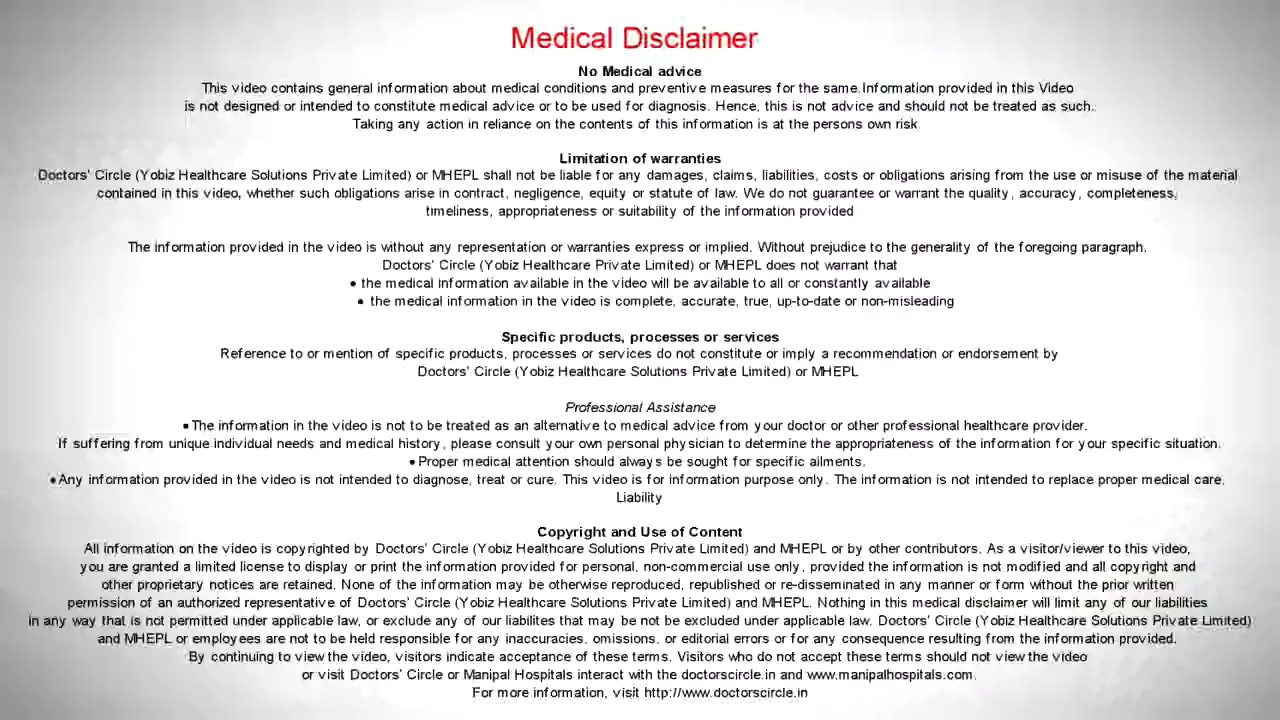 Medical Disclaimer
No Medical advice
This video contains general information about medical conditions and preventive measures for the same.Information provided in this Video
is not designed or intended to constitute medical advice or to be used for diagnosis. Hence, this is not advice and should not be treated as such.
Taking any action in reliance on the contents of this information is at the persons own risk.
Limitation of warranties
Doctors' Circle (Yobiz Healthcare Solutions Private Limited) or MHEPL shall not be liable for any damages, claims, liabilities, costs or obligations arising from the use or misuse of the material
contained in this video, whether such obligations arise in contract, negligence, equity or statute of law. We do not guarantee or warrant the quality, accuracy, completeness,
timeliness, appropriateness or suitability of the information provided
The information provided in the video is without any representation or warranties express or implied. Without prejudice to the generality of the foregoing paragraph,
Doctors' Circle (Yobiz Healthcare Private Limited) or MHEPL does not warrant that
• the medical information available in the video will be available to all or constantly available
• the medical information in the video is complete, accurate, true, up-to-date or non-misleading
Specific products, processes or services
Reference to or mention of specific products, processes or services do not constitute or imply a recommendation or endorsement by
Doctors' Circle (Yobiz Healthcare Solutions Private Limited) or MHEPL
Professional Assistance
•The information in the video is not to be treated as an alternative to medical advice from your doctor or other professional healthcare provider.
If suffering from unique individual needs and medical history, please consult your own personal physician to determine the appropriateness of the information for your specific situation.
•Proper medical attention should always be sought for specific ailments.
•Any information provided in the video is not intended to diagnose, treat or cure. This video is for information purpose only. The information is not intended to replace proper medical care.
Liability
Copyright and Use of Content
All information on the video is copyrighted by Doctors' Circle (Yobiz Healthcare Solutions Private Limited) and MHEPL or by other contributors. As a visitor/viewer to this video,
you are granted a limited license to display or print the information provided for personal, non-commercial use only, provided the information is not modified and all copyright and
other proprietary notices are retained. None of the information may be otherwise reproduced, republished or re-disseminated in any manner or form without the prior written
permission of an authorized representative of Doctors' Circle (Yobiz Healthcare Solutions Private Limited) and MHEPL. Nothing in this medical disclaimer will limit any of our liabilities
in any way that is not permitted under applicable law, or exclude any of our liabilites that may be not be excluded under applicable law. Doctors' Circle (Yobiz Healthcare Solutions Private Limited)
and MHEPL or employees are not to be held responsible for any inaccuracies, omissions, or editorial errors or for any consequence resulting from the information provided.
By continuing to view the video, visitors indicate acceptance of these terms. Visitors who do not accept these terms should not view the video
or visit Doctors' Circle or Manipal Hospitals interact with the doctorscircle.in and www.manipalhospitals.com.
For more information, visit http://www.doctorscircle.in